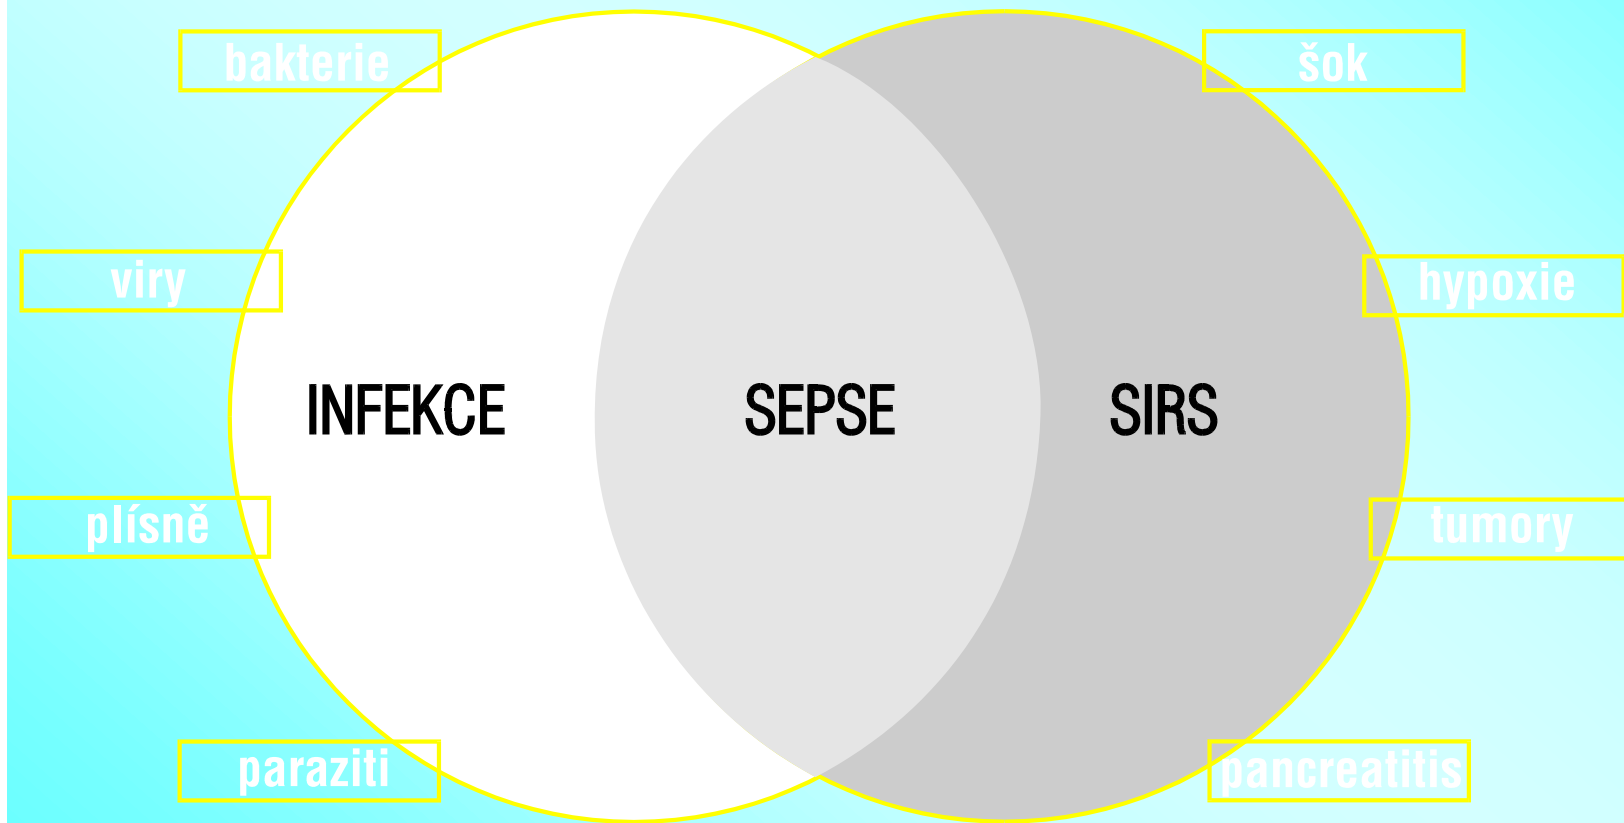 bakterie
šok
viry
hypoxie
INFEKCE
SEPSE
SIRS
plísně
tumory
paraziti
pancreatitis